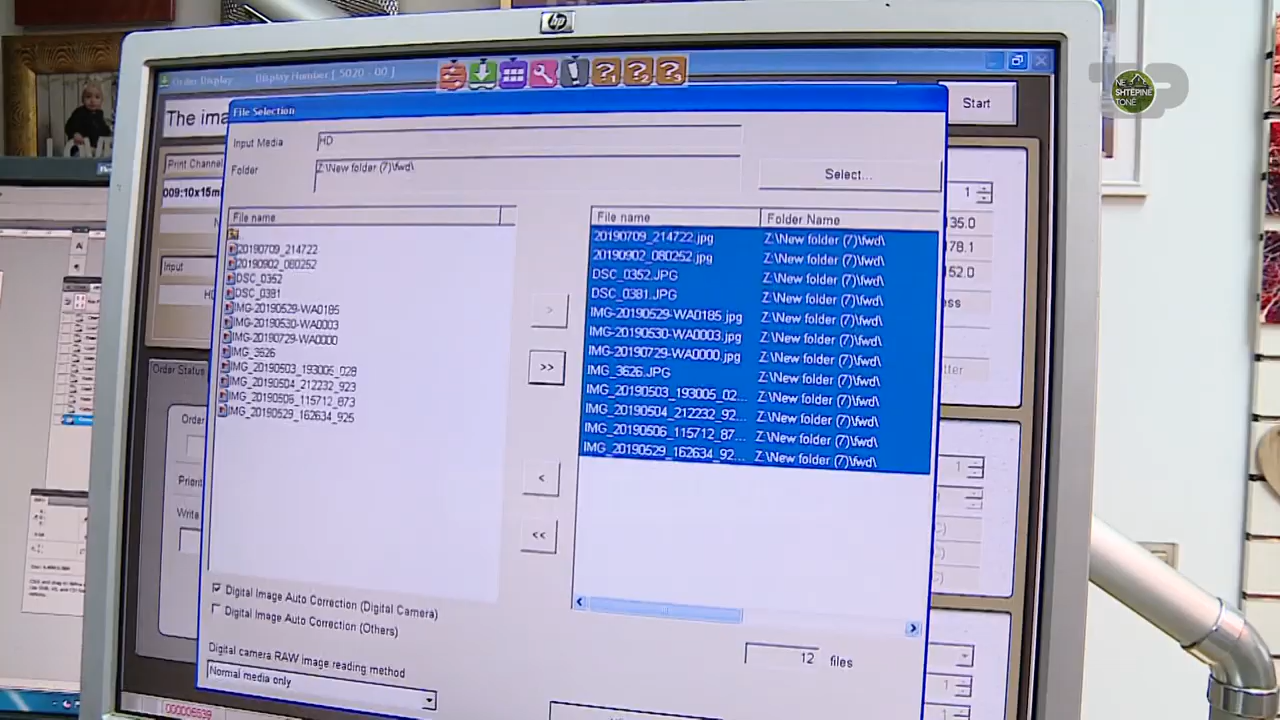 hp
NË SHTËPINË TONË
Order Display Display Number [ 5020 - 00 ]
The ima
Start
File Selection
Input Media HD
Folder Z:\New folder (7)\fwd\
Select...
Print Channel
009:10x15m
Input
Order Status
Order
Priorit
Write
File name
20190709_214722
20190902_080252
DSC_0352
DSC_0381
IMG-20190529-WA0185
IMG-20190530-WA0003
IMG-20190729-WA0000
IMG_3626
IMG_20190503_193005_028
IMG_20190504_212232_923
IMG_20190506_115712_873
IMG_20190529_162634_925
>
>>
<
<<
File name Folder Name
20190709_214722.jpg Z:\New folder (7)\fwd\
20190902_080252.jpg Z:\New folder (7)\fwd\
DSC_0352.JPG Z:\New folder (7)\fwd\
DSC_0381.JPG Z:\New folder (7)\fwd\
IMG-20190529-WA0185.jpg Z:\New folder (7)\fwd\
IMG-20190530-WA0003.jpg Z:\New folder (7)\fwd\
IMG-20190729-WA0000.jpg Z:\New folder (7)\fwd\
IMG_3626.JPG Z:\New folder (7)\fwd\
IMG_20190503_193005_02... Z:\New folder (7)\fwd\
IMG_20190504_212232_92... Z:\New folder (7)\fwd\
IMG_20190506_115712_87... Z:\New folder (7)\fwd\
IMG_20190529_162634_92... Z:\New folder (7)\fwd\
1
35.0
78.1
52.0
Digital Image Auto Correction (Digital Camera)
Digital Image Auto Correction (Others)
Digital camera RAW image reading method
Normal media only
12 files